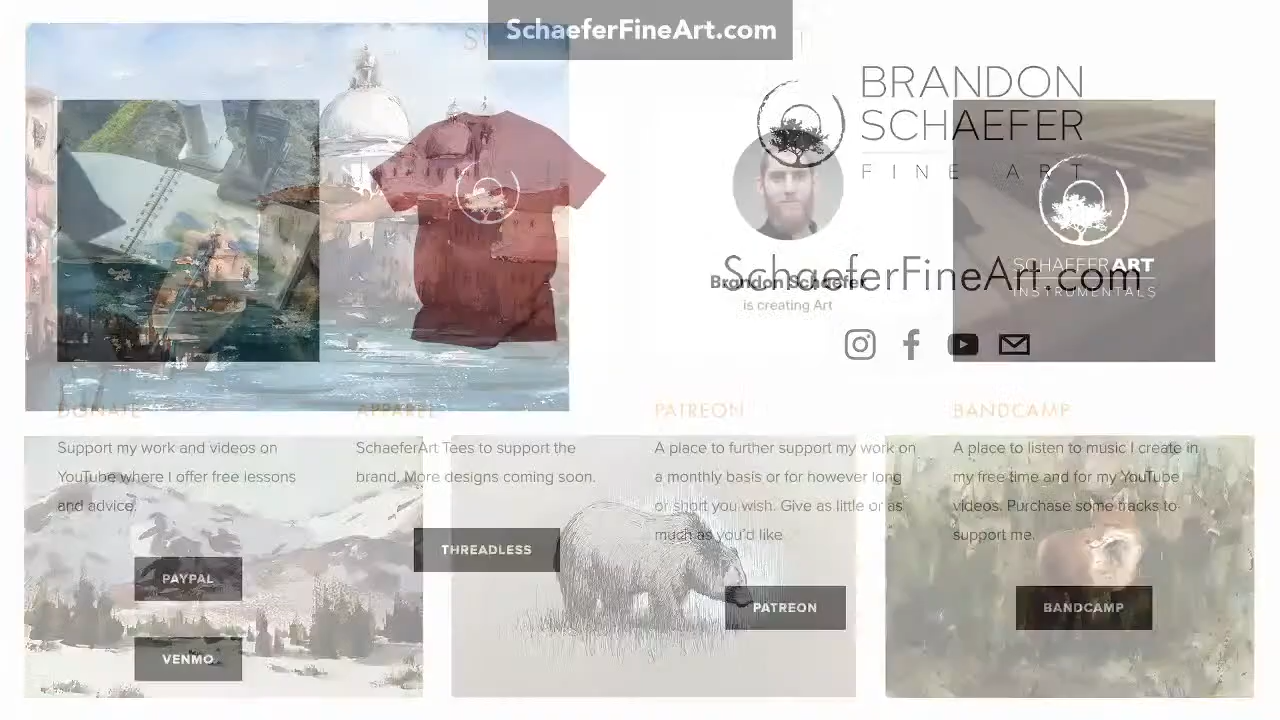 SchaeferFineArt.com
BRANDON
SCHAEFER
FINE ART
SCHAEFERART
INSTRUMENTALS
SchaeferFineArt.com
Brandon Schaefer
is creating Art
DONATE
Support my work and videos on
YouTube where I offer free lessons
and advice.
PAYPAL
VENMO
APPAREL
SchaeferArt Tees to support the
brand. More designs coming soon.
THREADLESS
PATREON
A place to further support my work on
a monthly basis or for however long
or short you wish. Give as little or as
much as you'd like
PATREON
BANDCAMP
A place to listen to music I create in
my free time and for my YouTube
videos. Purchase some tracks to
support me.
BANDCAMP